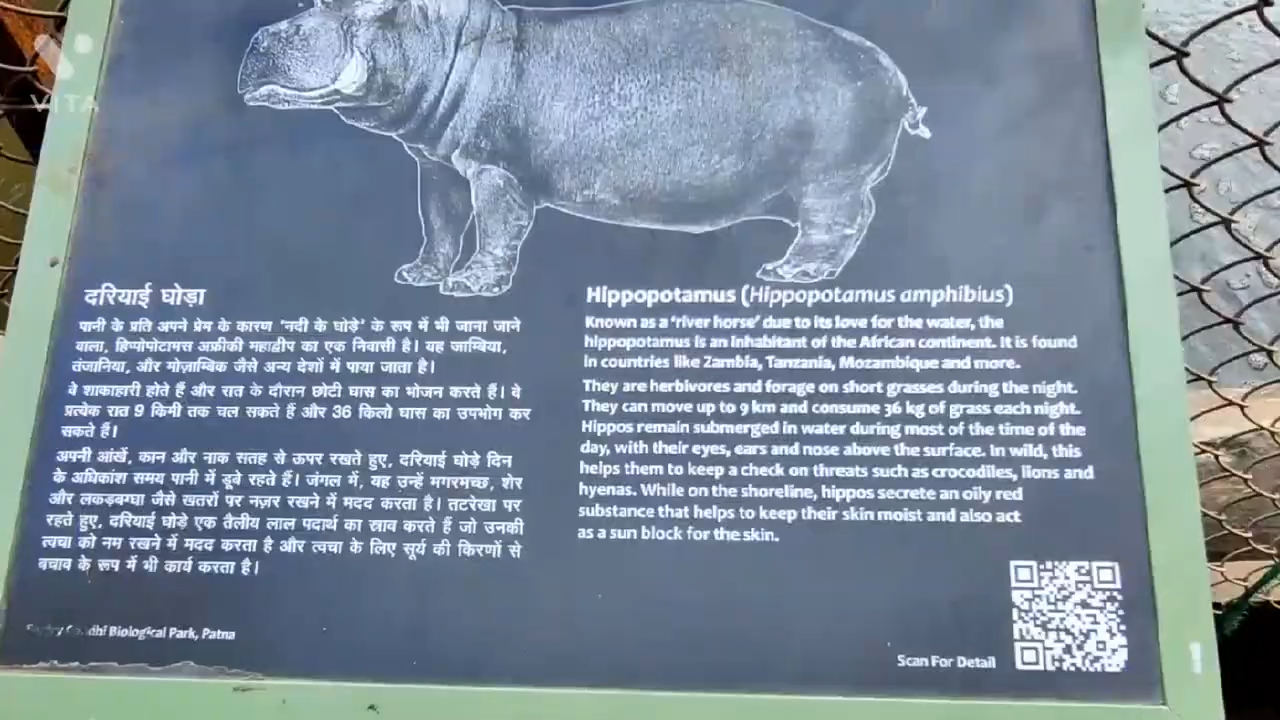 VITA
दरियाई घोड़ा
पानी के प्रति अपने प्रेम के कारण 'नदी के घोड़े' के रूप में भी जाना जाने
वाला, हिप्पोपोटामस अफ्रीकी महाद्वीप का एक निवासी है। यह जाम्बिया,
तंजानिया, और मोज़ाम्बिक जैसे अन्य देशों में पाया जाता है।
वे शाकाहारी होते हैं और रात के दौरान छोटी घास का भोजन करते हैं। वे
प्रत्येक रात 9 किमी तक चल सकते हैं और 36 किलो घास का उपभोग कर
सकते हैं।
अपनी आंखें, कान और नाक सतह से ऊपर रखते हुए, दरियाई घोड़े दिन
के अधिकांश समय पानी में डूबे रहते हैं। जंगल में, यह उन्हें मगरमच्छ, शेर
और लकड़बग्घा जैसे खतरों पर नज़र रखने में मदद करता है। तटरेखा पर
रहते हुए, दरियाई घोड़े एक तैलीय लाल पदार्थ का स्राव करते हैं जो उनकी
त्वचा को नम रखने में मदद करता है और त्वचा के लिए सूर्य की किरणों से
बचाव के रूप में भी कार्य करता है।
Hippopotamus (Hippopotamus amphibius)
Known as a 'river horse' due to its love for the water, the
hippopotamus is an inhabitant of the African continent. It is found
in countries like Zambia, Tanzania, Mozambique and more.
They are herbivores and forage on short grasses during the night.
They can move up to 9 km and consume 36 kg of grass each night.
Hippos remain submerged in water during most of the time of the
day, with their eyes, ears and nose above the surface. In wild, this
helps them to keep a check on threats such as crocodiles, lions and
hyenas. While on the shoreline, hippos secrete an oily red
substance that helps to keep their skin moist and also act
as a sun block for the skin.
Biological Park, Patna
Scan For Detail